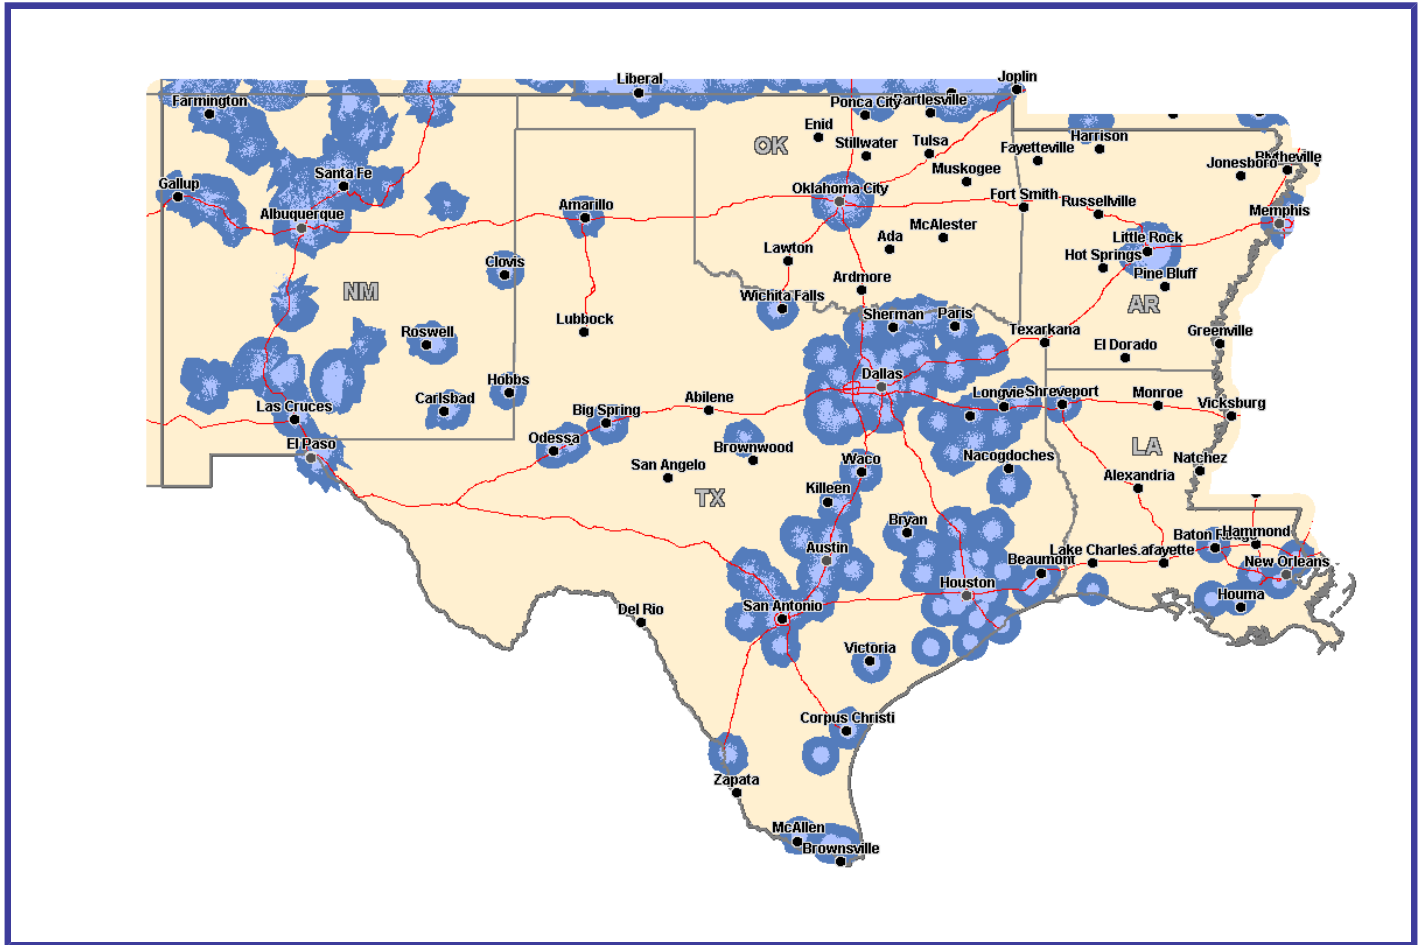 Liberal
Joplin
Farmington
Ponca City
Bartlesville
Enid
OK
Stillwater
Tulsa
Harrison
Fayetteville
Jonesboro
Blytheville
Santa Fe
Gallup
Muskogee
Oklahoma City
Fort Smith
Russellville
Albuquerque
Amarillo
Memphis
McAlester
Ada
Little Rock
Lawton
Hot Springs
Clovis
Ardmore
Pine Bluff
NM
Wichita Falls
AR
Lubbock
Sherman
Paris
Roswell
Texarkana
Greenville
El Dorado
Dallas
Hobbs
Carlsbad
Longview
Shreveport
Monroe
Las Cruces
Big Spring
Abilene
Vicksburg
El Paso
Odessa
Brownwood
LA
Waco
Nacogdoches
Natchez
San Angelo
Alexandria
TX
Killeen
Bryan
Austin
Baton Rouge
Hammond
Beaumont
Lake Charles
Lafayette
New Orleans
Houston
Houma
San Antonio
Del Rio
Victoria
Corpus Christi
Zapata
McAllen
Brownsville